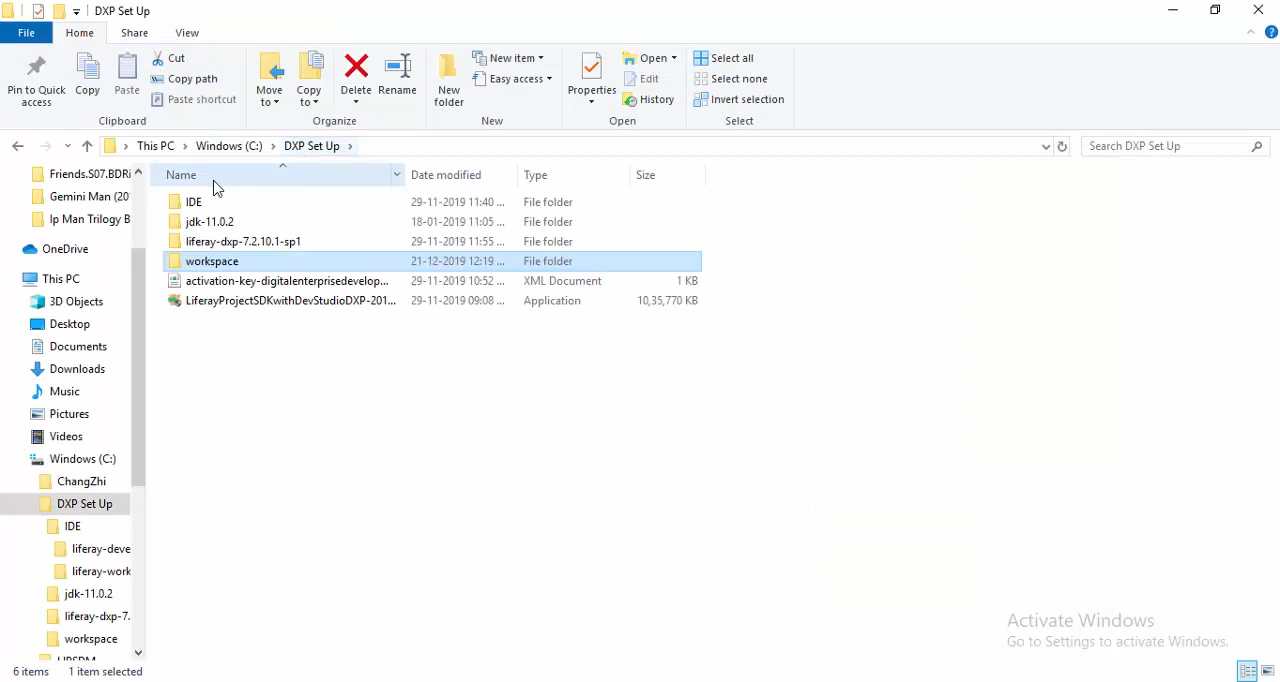 DXP Set Up
File Home Share View
Pin to Quick access
Copy
Paste
Cut
Copy path
Paste shortcut
Clipboard
Move to
Copy to
Delete
Rename
Organize
New folder
New item
Easy access
New
Properties
Open
Edit
History
Open
Select all
Select none
Invert selection
Select
This PC > Windows (C:) > DXP Set Up >
Search DXP Set Up
Friends.S07.BDRi
Gemini Man (20
Ip Man Trilogy B
OneDrive
This PC
3D Objects
Desktop
Documents
Downloads
Music
Pictures
Videos
Windows (C:)
ChangZhi
DXP Set Up
IDE
liferay-deve
liferay-work
jdk-11.0.2
liferay-dxp-7.
workspace
Name Date modified Type Size
IDE 29-11-2019 11:40 ... File folder
jdk-11.0.2 18-01-2019 11:05 ... File folder
liferay-dxp-7.2.10.1-sp1 29-11-2019 11:55 ... File folder
workspace 21-12-2019 12:19 ... File folder
activation-key-digitalenterprisedevelop... 29-11-2019 10:52 ... XML Document 1 KB
LiferayProjectSDKwithDevStudioDXP-201... 29-11-2019 09:08 ... Application 10,35,770 KB
Activate Windows
Go to Settings to activate Windows.
6 items 1 item selected